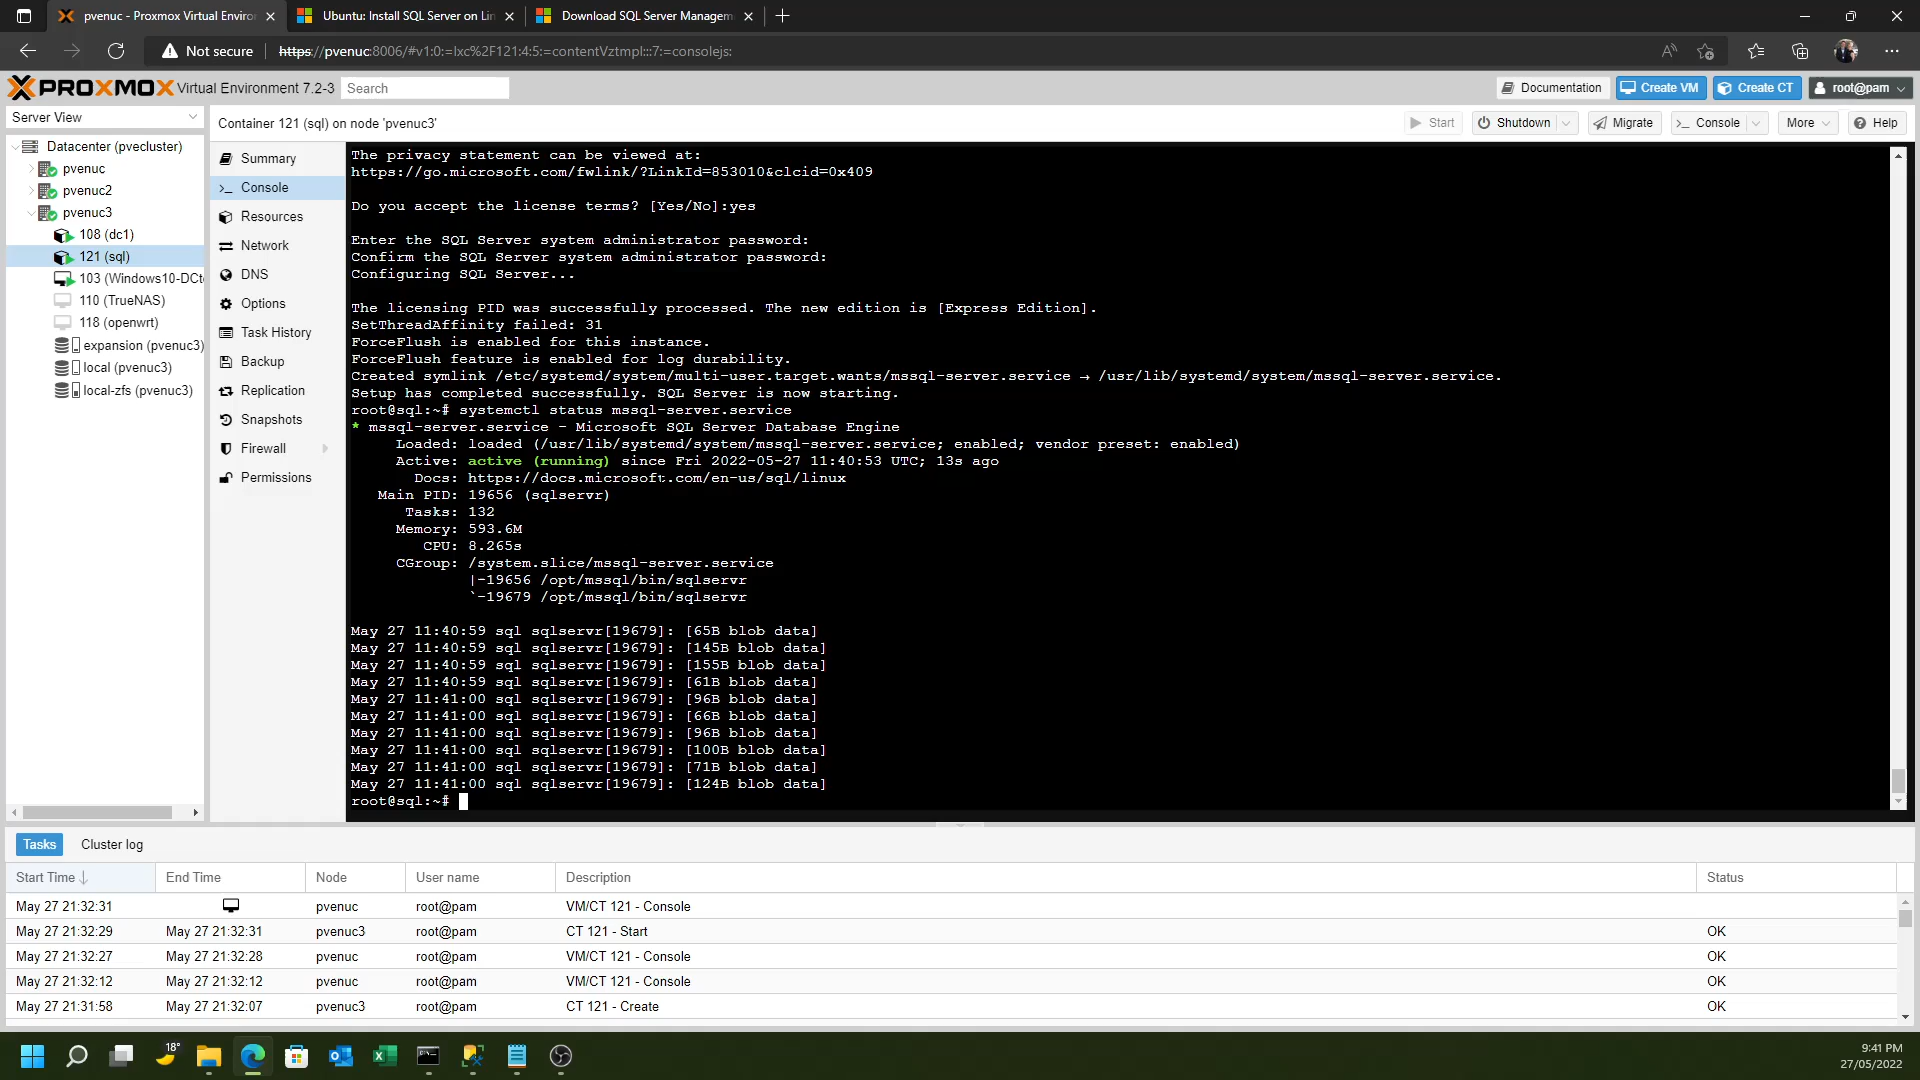 pvenuc - Proxmox Virtual Enviro
Ubuntu: Install SQL Server on Lin
Download SQL Server Managem
Not secure
https://pvenuc:8006/#v1:0:=lxc%2F121:4:5:=contentVztmpl:::7:=consolejs:
PROXMOX Virtual Environment 7.2-3
Search
Documentation
Create VM
Create CT
root@pam
Server View
Container 121 (sql) on node 'pvenuc3'
Start
Shutdown
Migrate
Console
More
Help
Datacenter (pvecluster)
pvenuc
pvenuc2
pvenuc3
108 (dc1)
121 (sql)
103 (Windows10-DCte
110 (TrueNAS)
118 (openwrt)
expansion (pvenuc3)
local (pvenuc3)
local-zfs (pvenuc3)
Summary
Console
Resources
Network
DNS
Options
Task History
Backup
Replication
Snapshots
Firewall
Permissions
The privacy statement can be viewed at:
https://go.microsoft.com/fwlink/?LinkId=853010&clcid=0x409
Do you accept the license terms? [Yes/No]:yes
Enter the SQL Server system administrator password:
Confirm the SQL Server system administrator password:
Configuring SQL Server...
The licensing PID was successfully processed. The new edition is [Express Edition].
SetThreadAffinity failed: 31
ForceFlush is enabled for this instance.
ForceFlush feature is enabled for log durability.
Created symlink /etc/systemd/system/multi-user.target.wants/mssql-server.service → /usr/lib/systemd/system/mssql-server.service.
Setup has completed successfully. SQL Server is now starting.
root@sql:~# systemctl status mssql-server.service
* mssql-server.service - Microsoft SQL Server Database Engine
Loaded: loaded (/usr/lib/systemd/system/mssql-server.service; enabled; vendor preset: enabled)
Active: active (running) since Fri 2022-05-27 11:40:53 UTC; 13s ago
Docs: https://docs.microsoft.com/en-us/sql/linux
Main PID: 19656 (sqlservr)
Tasks: 132
Memory: 593.6M
CPU: 8.265s
CGroup: /system.slice/mssql-server.service
|-19656 /opt/mssql/bin/sqlservr
`-19679 /opt/mssql/bin/sqlservr
May 27 11:40:59 sql sqlservr[19679]: [65B blob data]
May 27 11:40:59 sql sqlservr[19679]: [145B blob data]
May 27 11:40:59 sql sqlservr[19679]: [155B blob data]
May 27 11:40:59 sql sqlservr[19679]: [61B blob data]
May 27 11:41:00 sql sqlservr[19679]: [96B blob data]
May 27 11:41:00 sql sqlservr[19679]: [66B blob data]
May 27 11:41:00 sql sqlservr[19679]: [96B blob data]
May 27 11:41:00 sql sqlservr[19679]: [100B blob data]
May 27 11:41:00 sql sqlservr[19679]: [71B blob data]
May 27 11:41:00 sql sqlservr[19679]: [124B blob data]
root@sql:~#
Tasks
Cluster log
Start Time End Time Node User name Description Status
May 27 21:32:31 pvenuc root@pam VM/CT 121 - Console
May 27 21:32:29 May 27 21:32:31 pvenuc3 root@pam CT 121 - Start OK
May 27 21:32:27 May 27 21:32:28 pvenuc root@pam VM/CT 121 - Console OK
May 27 21:32:12 May 27 21:32:12 pvenuc root@pam VM/CT 121 - Console OK
May 27 21:31:58 May 27 21:32:07 pvenuc3 root@pam CT 121 - Create OK
18°
9:41 PM
27/05/2022